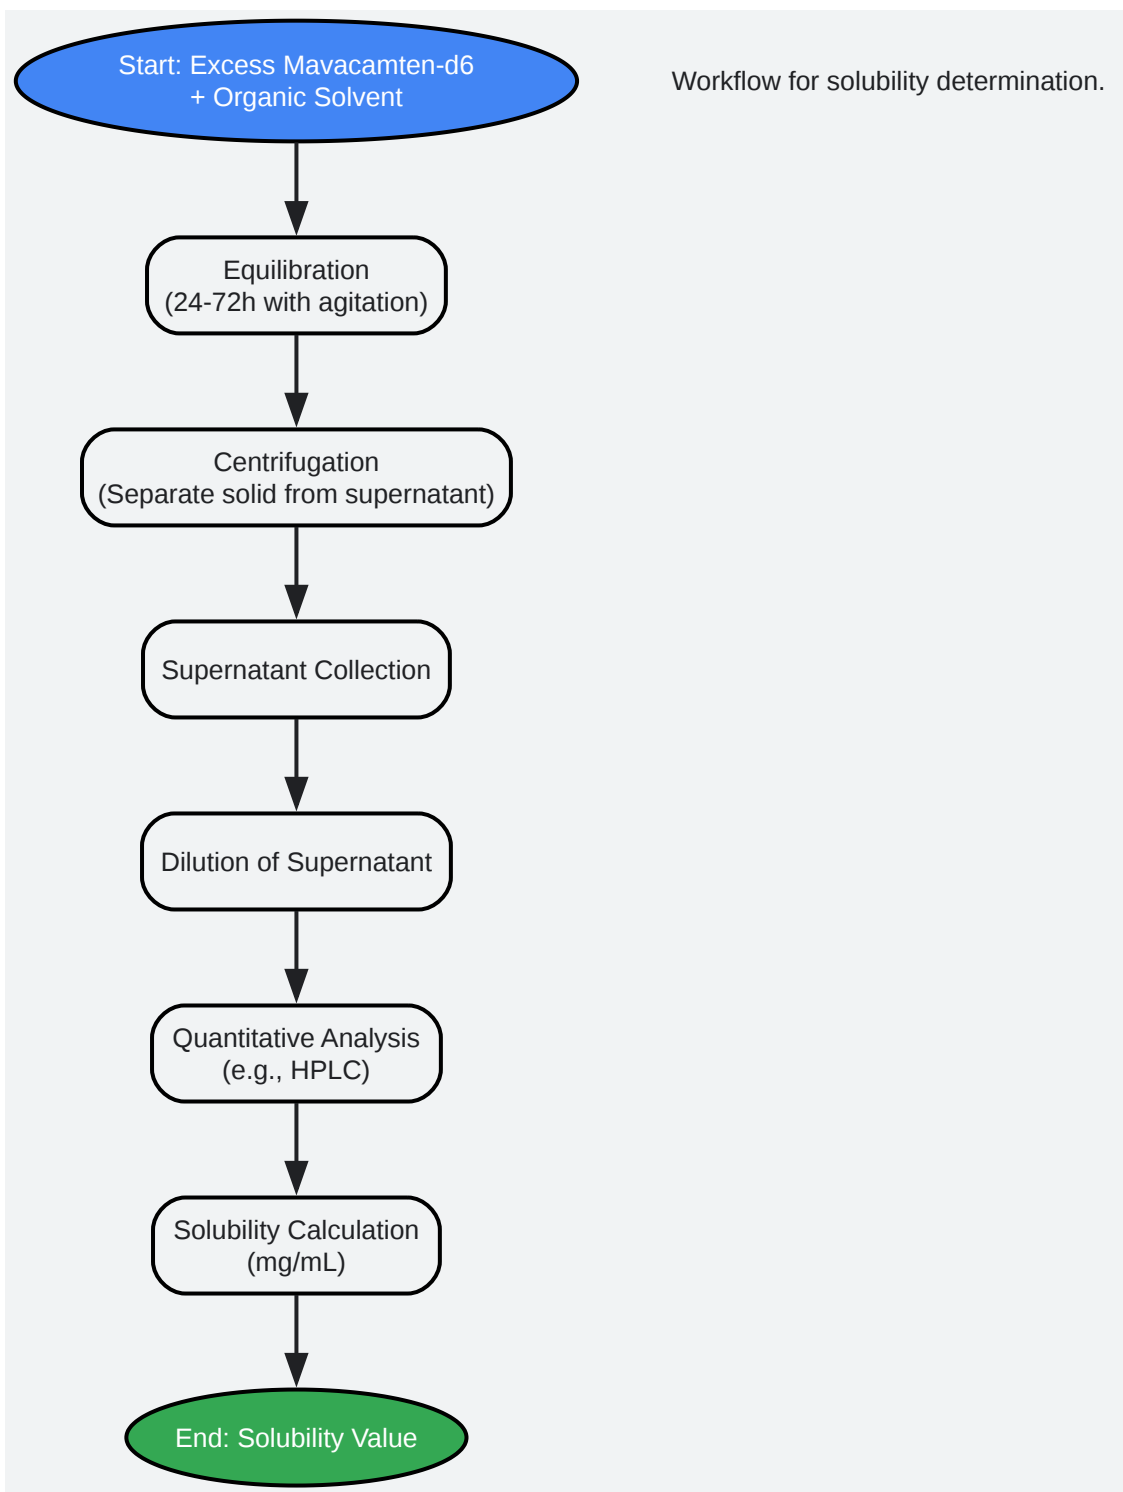 Start: Excess Mavacamten-d6
+ Organic Solvent
Workflow for solubility determination.
Equilibration
(24-72h with agitation)
Centrifugation
(Separate solid from supernatant)
Supernatant Collection
Dilution of Supernatant
Quantitative Analysis
(e.g., HPLC)
Solubility Calculation
(mg/mL)
End: Solubility Value